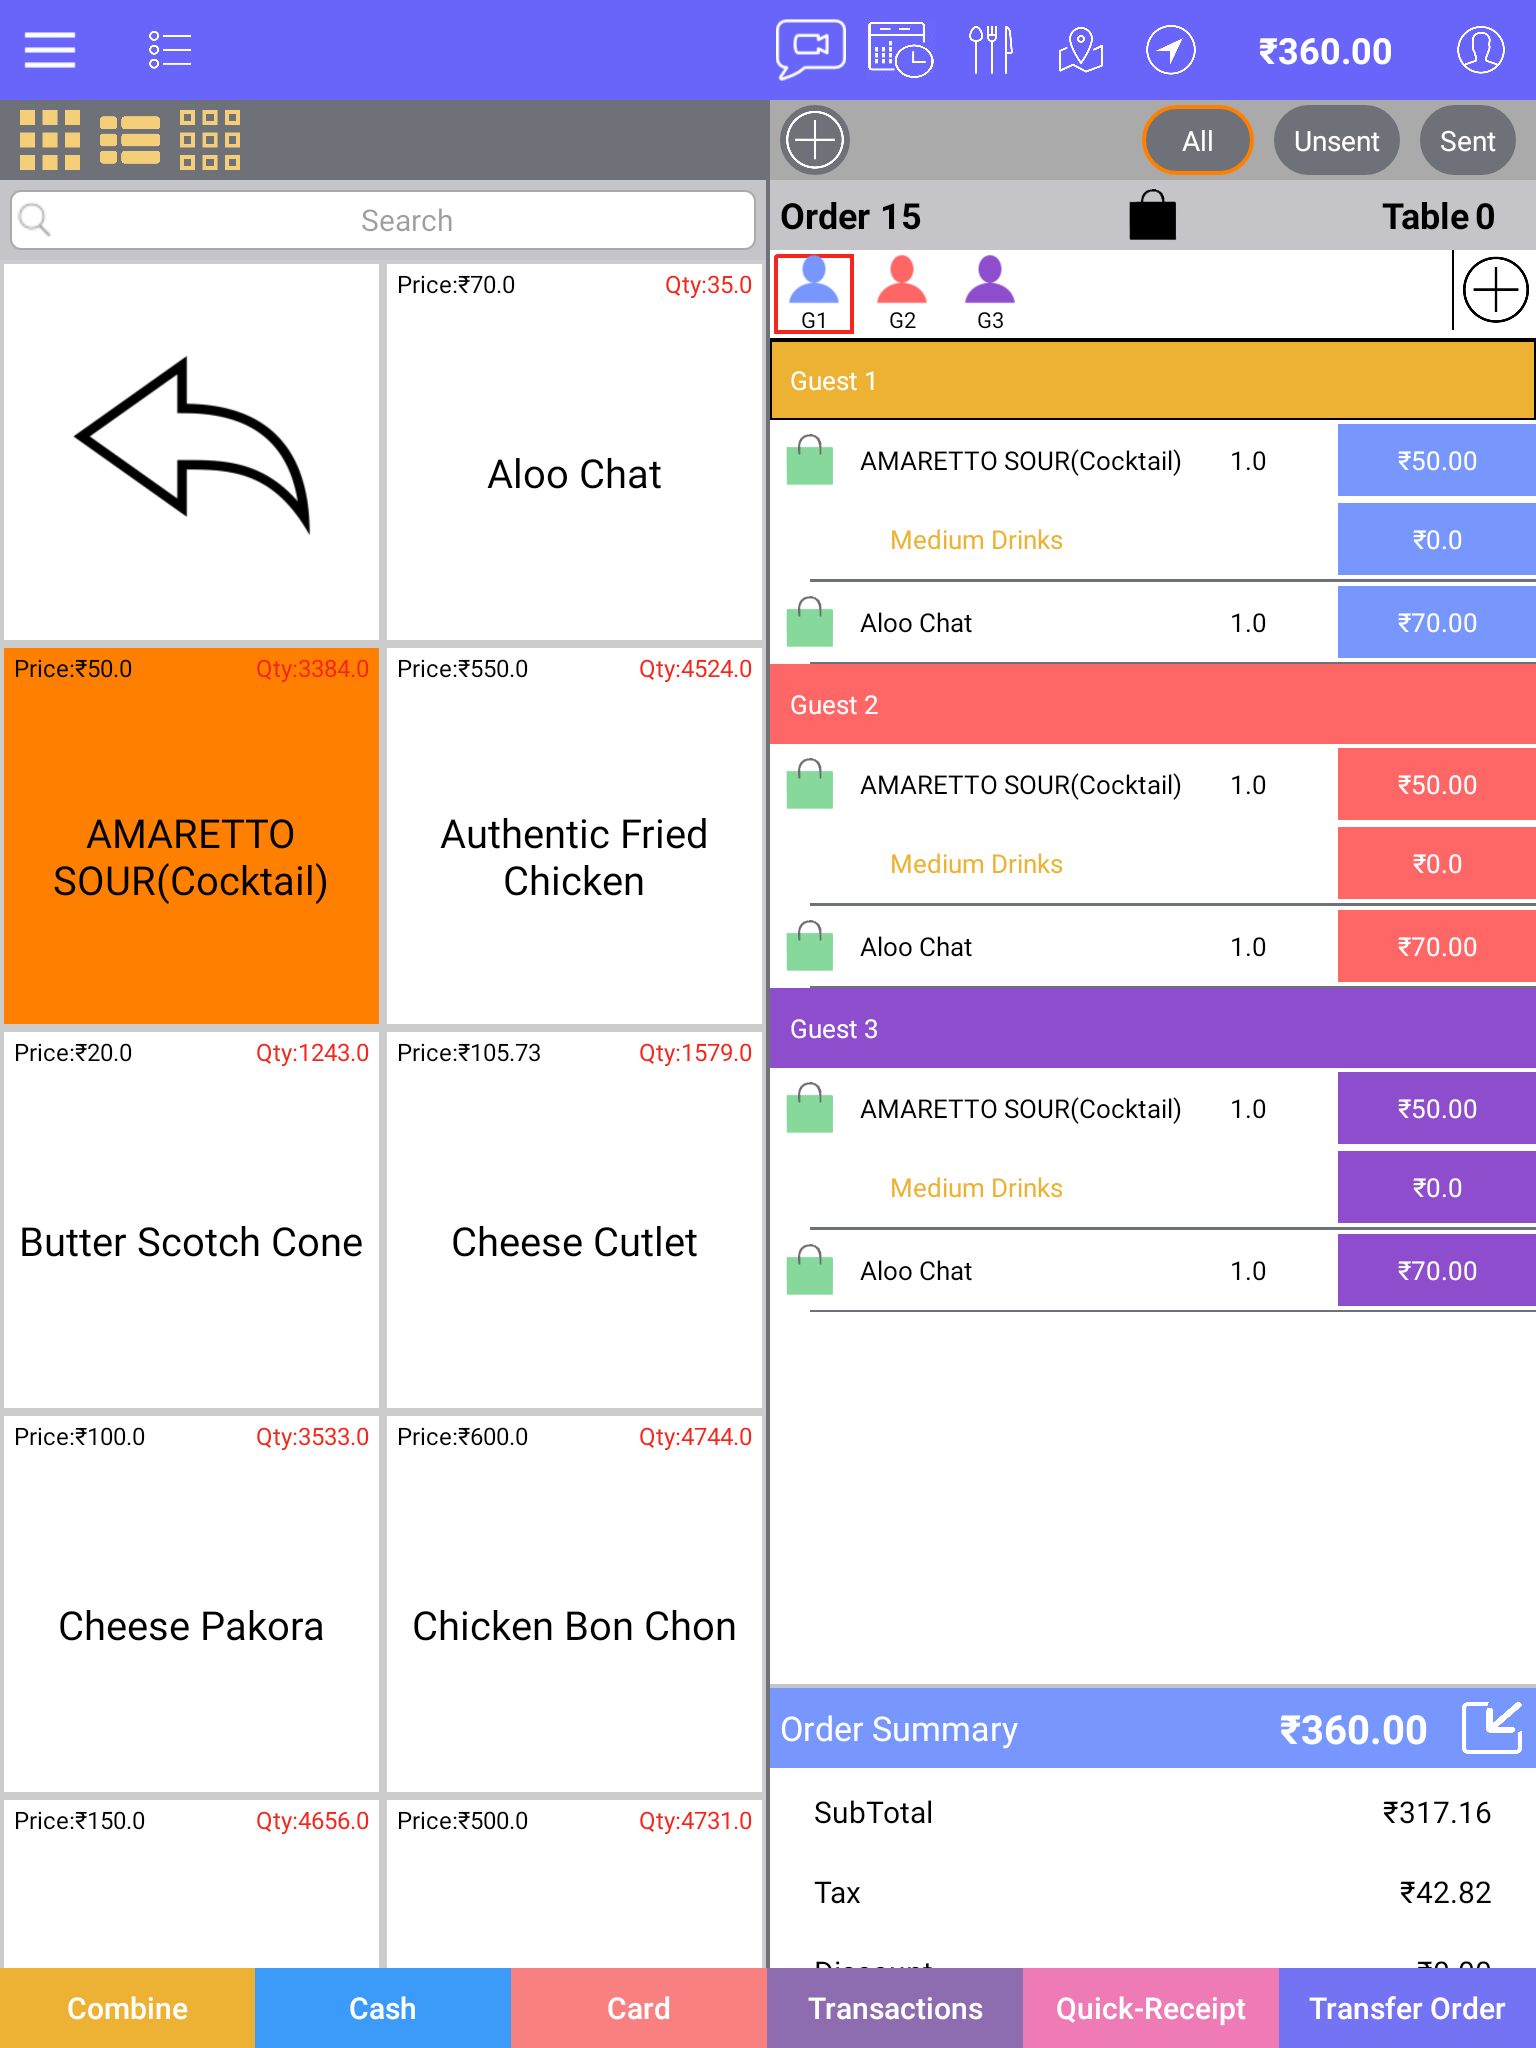 ₹360.00
All
Unsent
Sent
Search
Order 15
Table 0
G1
G2
G3
Price:₹70.0
Qty:35.0
Aloo Chat
Price:₹50.0
Qty:3384.0
AMARETTO
SOUR(Cocktail)
Price:₹550.0
Qty:4524.0
Authentic Fried
Chicken
Price:₹20.0
Qty:1243.0
Butter Scotch Cone
Price:₹105.73
Qty:1579.0
Cheese Cutlet
Price:₹100.0
Qty:3533.0
Cheese Pakora
Price:₹600.0
Qty:4744.0
Chicken Bon Chon
Price:₹150.0
Qty:4656.0
Price:₹500.0
Qty:4731.0
Guest 1
AMARETTO SOUR(Cocktail) 1.0 ₹50.00
Medium Drinks ₹0.0
Aloo Chat 1.0 ₹70.00
Guest 2
AMARETTO SOUR(Cocktail) 1.0 ₹50.00
Medium Drinks ₹0.0
Aloo Chat 1.0 ₹70.00
Guest 3
AMARETTO SOUR(Cocktail) 1.0 ₹50.00
Medium Drinks ₹0.0
Aloo Chat 1.0 ₹70.00
Order Summary ₹360.00
SubTotal ₹317.16
Tax ₹42.82
Combine
Cash
Card
Transactions
Quick-Receipt
Transfer Order